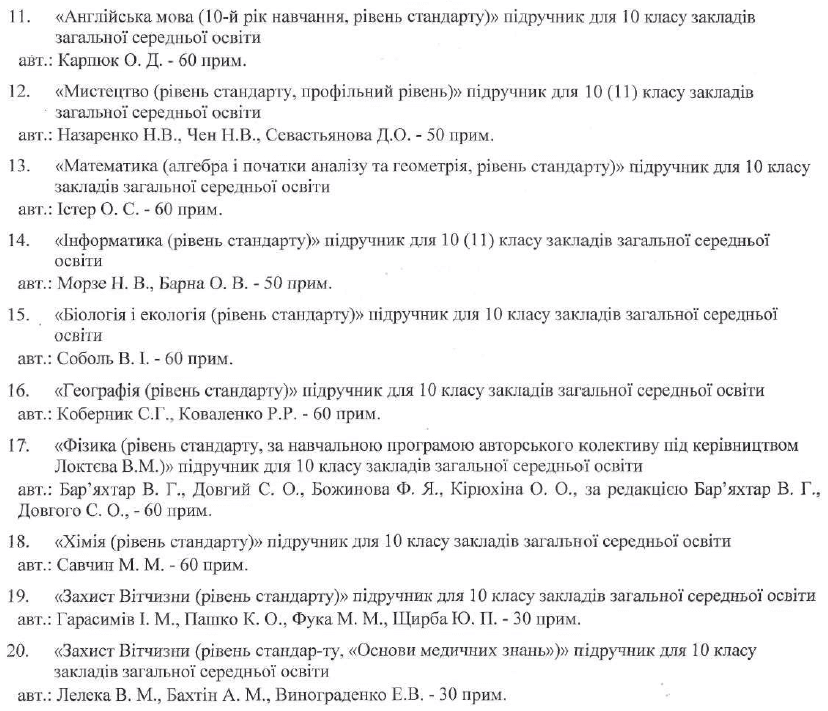 11. «Англійська мова (10-й рік навчання, рівень стандарту)» підручник для 10 класу закладів
загальної середньої освіти
авт.: Карпюк О. Д. - 60 прим.
12. «Мистецтво (рівень стандарту, профільний рівень)» підручник для 10 (11) класу закладів
загальної середньої освіти
авт.: Назаренко Н.В., Чен Н.В., Севастьянова Д.О. - 50 прим.
13. «Математика (алгебра і початки аналізу та геометрія, рівень стандарту)» підручник для 10 класу
закладів загальної середньої освіти
авт.: Істер О. С. - 60 прим.
14. «Інформатика (рівень стандарту)» підручник для 10 (11) класу закладів загальної середньої
освіти
авт.: Морзе Н. В., Барна О. В. - 50 прим.
15. «Біологія і екологія (рівень стандарту)» підручник для 10 класу закладів загальної середньої
освіти
авт.: Соболь В. І. - 60 прим.
16. «Географія (рівень стандарту)» підручник для 10 класу закладів загальної середньої освіти
авт.: Коберник С.Г., Коваленко Р.Р. - 60 прим.
17. «Фізика (рівень стандарту, за навчальною програмою авторського колективу під керівництвом
Локтєва В.М.)» підручник для 10 класу закладів загальної середньої освіти
авт.: Бар’яхтар В. Г., Довгий С. О., Божинова Ф. Я., Кірюхіна О. О., за редакцією Бар’яхтар В. Г.,
Довгого С. О., - 60 прим.
18. «Хімія (рівень стандарту)» підручник для 10 класу закладів загальної середньої освіти
авт.: Савчин М. М. - 60 прим.
19. «Захист Вітчизни (рівень стандарту)» підручник для 10 класу закладів загальної середньої освіти
авт.: Гарасимів І. М., Пашко К. О., Фука М. М., Щирба Ю. П. - 30 прим.
20. «Захист Вітчизни (рівень стандар-ту, «Основи медичних знань»)» підручник для 10 класу
закладів загальної середньої освіти
авт.: Лелека В. М., Бахтін А. М., Винограденко Е.В. - 30 прим.